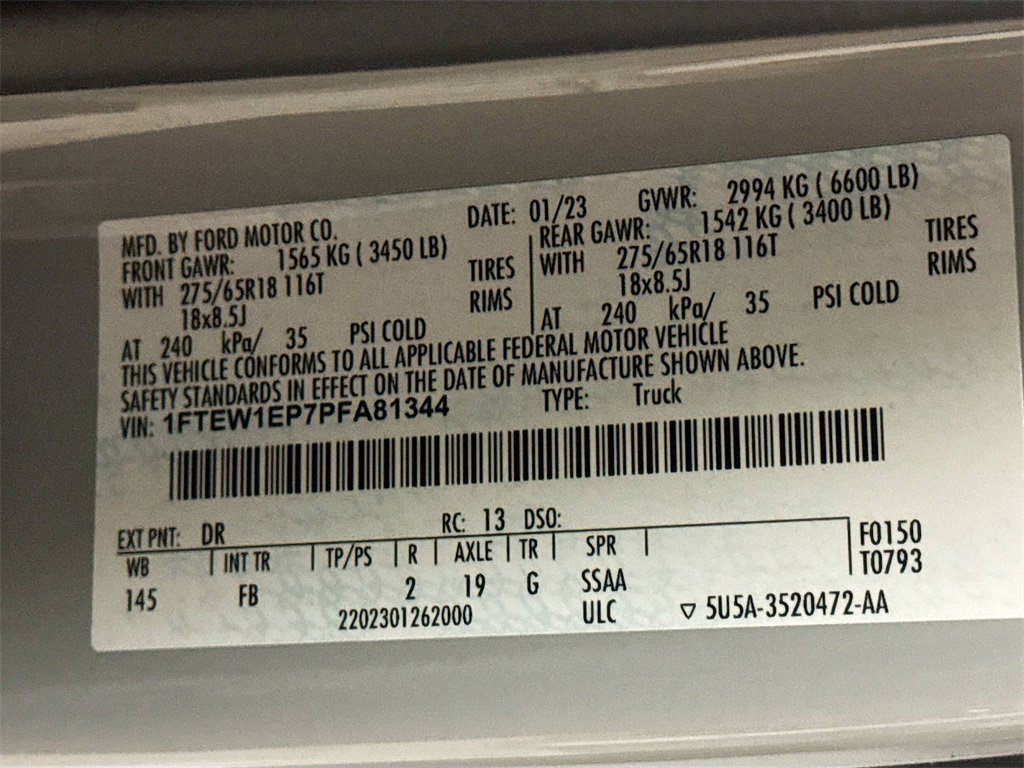 MFD. BY FORD MOTOR CO. DATE: 01/23 GVWR: 2994 KG ( 6600 LB)
FRONT GAWR: 1565 KG ( 3450 LB) REAR GAWR: 1542 KG ( 3400 LB)
WITH 275/65R18 116T TIRES WITH 275/65R18 116T TIRES
18x8.5J RIMS 18x8.5J RIMS
AT 240 kPa/ 35 PSI COLD AT 240 kPa/ 35 PSI COLD
THIS VEHICLE CONFORMS TO ALL APPLICABLE FEDERAL MOTOR VEHICLE
SAFETY STANDARDS IN EFFECT ON THE DATE OF MANUFACTURE SHOWN ABOVE.
VIN: 1FTEW1EP7PFA81344 TYPE: Truck
EXT PNT: DR RC: 13 DSO:
WB INT TR TP/PS R AXLE TR SPR F0150
145 FB 2 19 G SSAA T0793
2202301262000 ULC ▽ 5U5A-3520472-AA